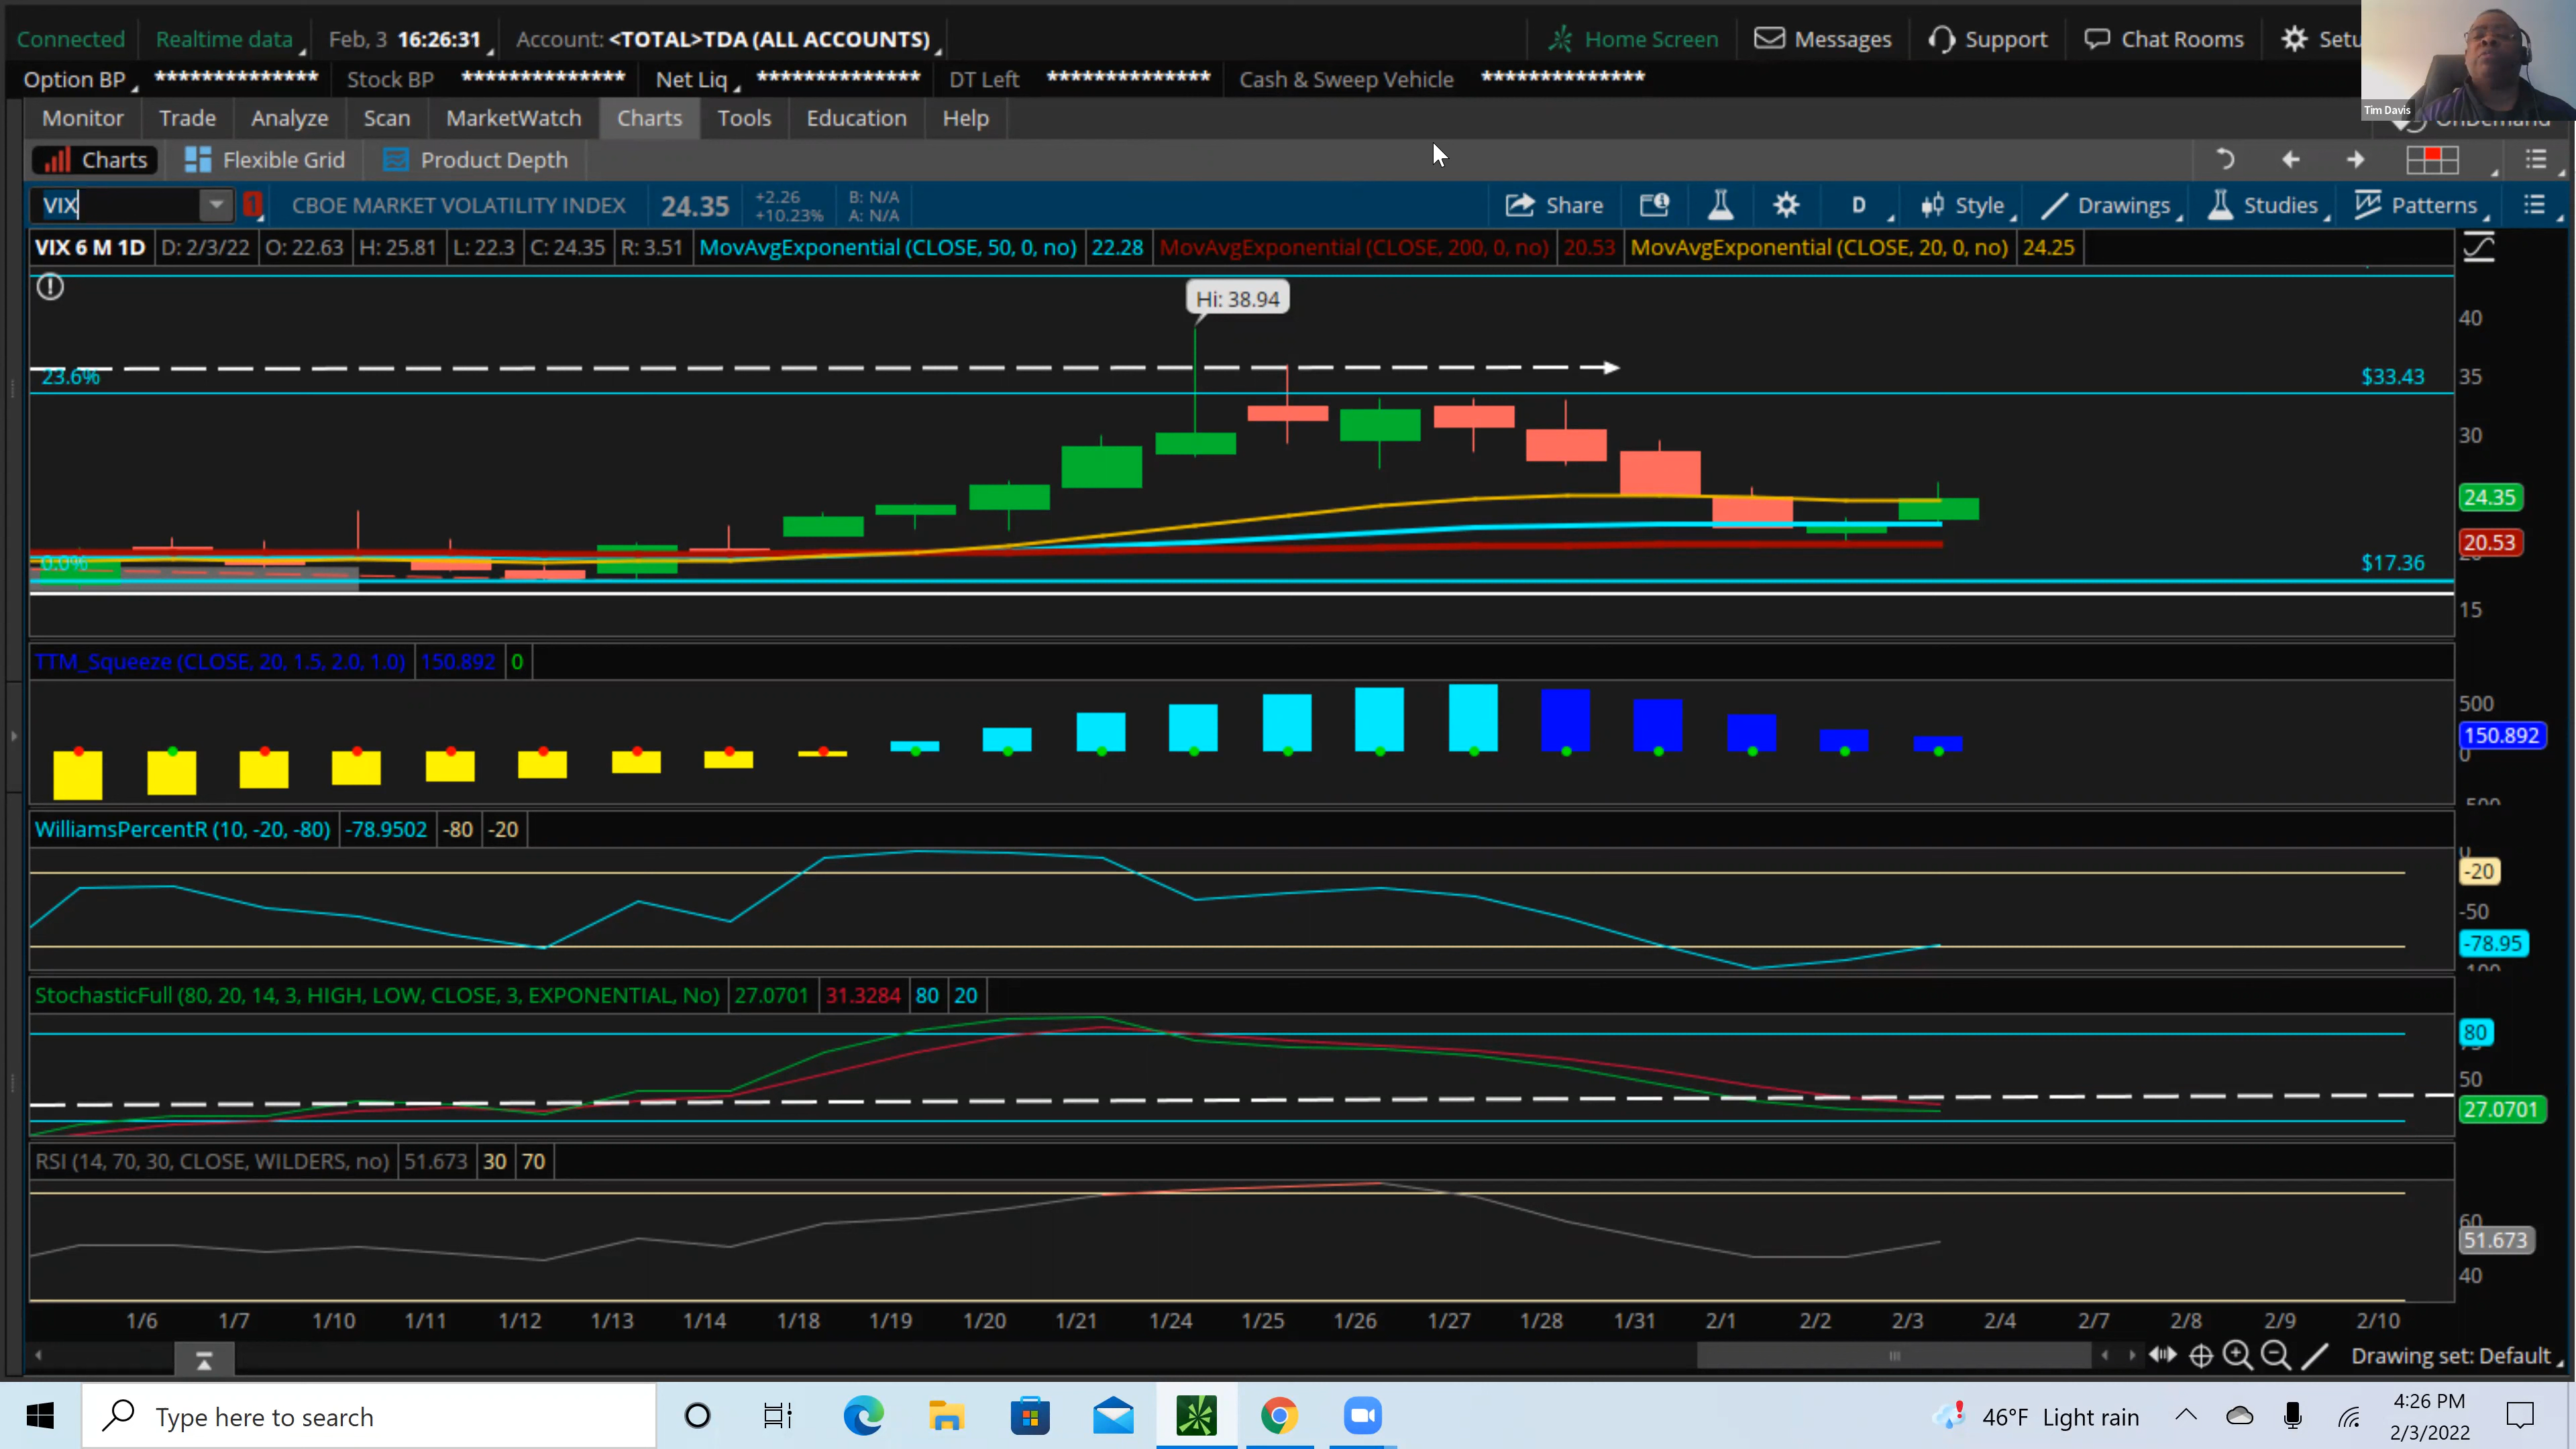 Connected Realtime data Feb, 3 16:26:31 Account: <TOTAL>TDA (ALL ACCOUNTS) Home Screen Messages Support Chat Rooms Setu
Option BP ************** Stock BP ************** Net Liq ************** DT Left ************** Cash & Sweep Vehicle **************
Tim Davis
Monitor Trade Analyze Scan MarketWatch Charts Tools Education Help OnDemand
Charts Flexible Grid Product Depth
VIX 1 CBOE MARKET VOLATILITY INDEX 24.35 +2.26 B: N/A Share D Style Drawings Studies Patterns
+10.23% A: N/A
VIX 6 M 1D D: 2/3/22 O: 22.63 H: 25.81 L: 22.3 C: 24.35 R: 3.51 MovAvgExponential (CLOSE, 50, 0, no) 22.28 MovAvgExponential (CLOSE, 200, 0, no) 20.53 MovAvgExponential (CLOSE, 20, 0, no) 24.25
Hi: 38.94
40
23.6% $33.43 35
30
24.35
20.53
0.0% $17.36
15
TTM_Squeeze (CLOSE, 20, 1.5, 2.0, 1.0) 150.892 0
500
150.892
0
-500
WilliamsPercentR (10, -20, -80) -78.9502 -80 -20
0
-20
-50
-78.95
-100
StochasticFull (80, 20, 14, 3, HIGH, LOW, CLOSE, 3, EXPONENTIAL, No) 27.0701 31.3284 80 20
80
50
27.0701
RSI (14, 70, 30, CLOSE, WILDERS, no) 51.673 30 70
60
51.673
40
1/6 1/7 1/10 1/11 1/12 1/13 1/14 1/18 1/19 1/20 1/21 1/24 1/25 1/26 1/27 1/28 1/31 2/1 2/2 2/3 2/4 2/7 2/8 2/9 2/10
Drawing set: Default
Type here to search 46°F Light rain 4:26 PM
2/3/2022